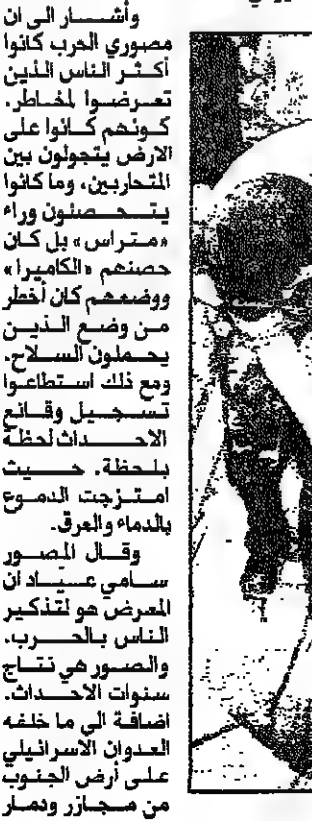 وأشار الى ان
مصوري الحرب كانوا
أكثر الناس الذين
تعرضوا لمخاطر.
كونهم كانوا على
الارض يتجولون بين
المتحاربين، وما كانوا
يتحصنون وراء
«متراس» بل كان
حصنهم «الكاميرا»
ووضعهم كان أخطر
من وضع الذين
يحملون السلاح.
ومع ذلك استطاعوا
تسجيل وقائع
الاحداث لحظة
بلحظة. حيث
امتزجت الدموع
بالدماء والعرق.
وقال المصور
سامي عياد ان
المعرض هو لتذكير
الناس بالحرب.
والصور هي نتاج
سنوات الاحداث.
اضافة الى ما خلفه
العدوان الاسرائيلي
على أرض الجنوب
من مجازر ودمار